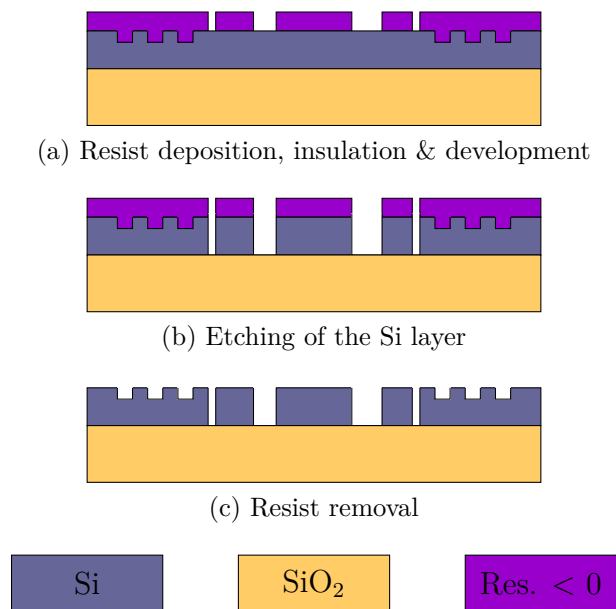 (a) Resist deposition, insulation & development
(b) Etching of the Si layer
(c) Resist removal
Si SiO₂ Res. < 0